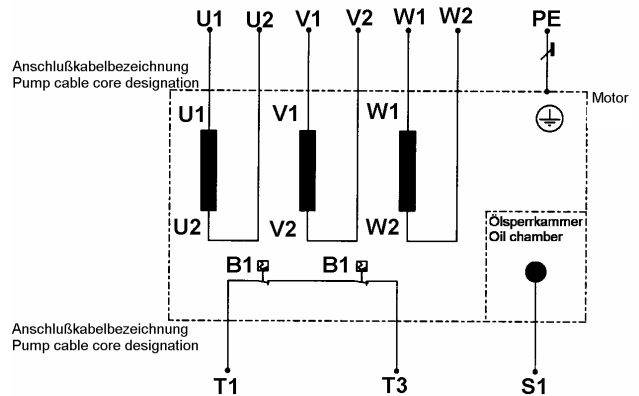 U1 U2 V1 V2 W1 W2 PE
Anschlußkabelbezeichnung
Pump cable core designation
Motor
U1 V1 W1
U2 V2 W2
Ölsperrkammer
Oil chamber
B1 B1
Anschlußkabelbezeichnung
Pump cable core designation
T1 T3 S1